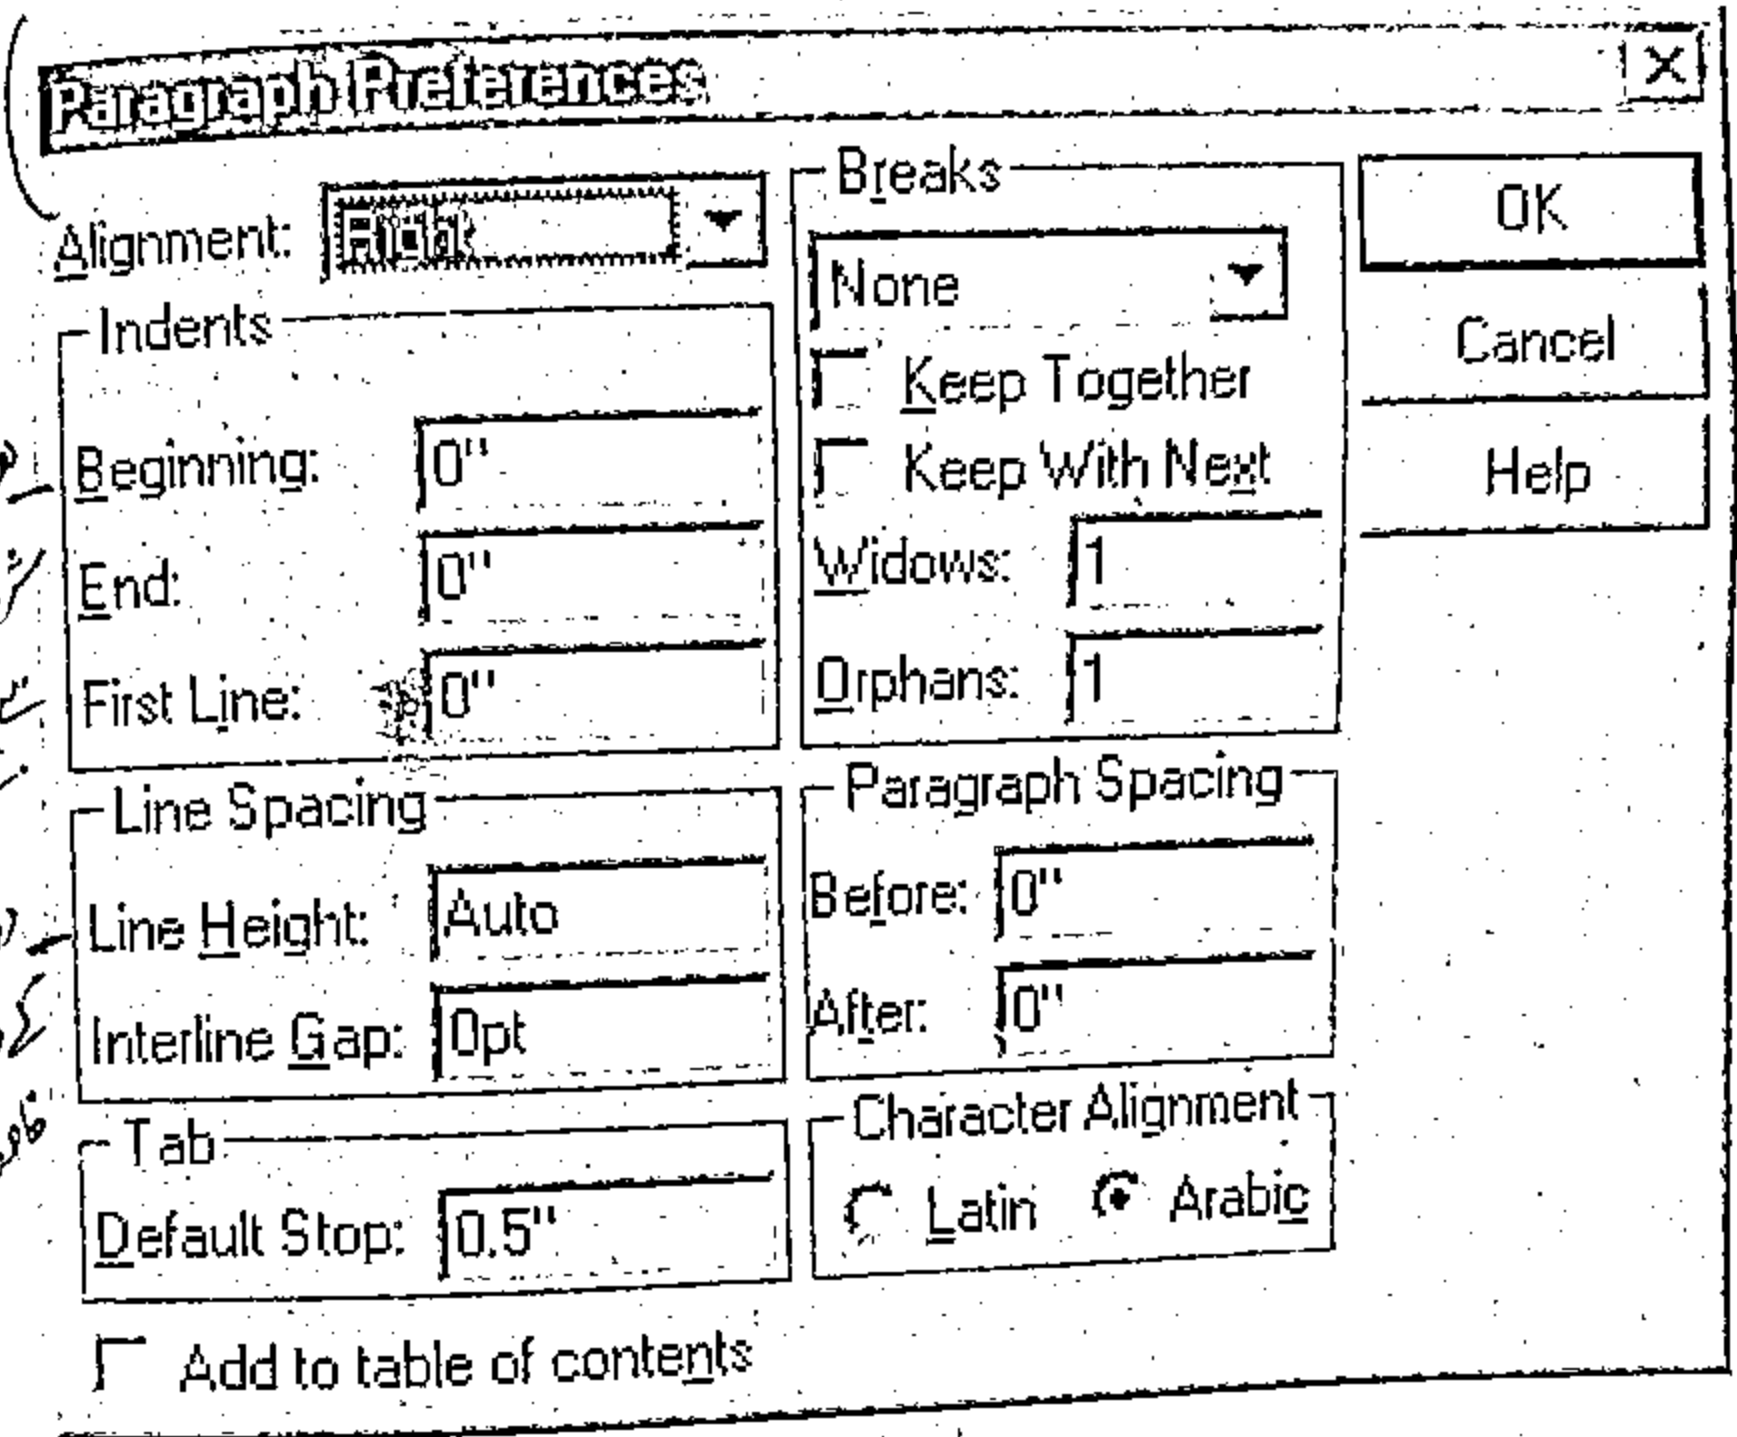 Paragraph Preferences
Alignment: Right
Indents
Beginning: 0"
End: 0"
First Line: 0"
Line Spacing
Line Height: Auto
Interline Gap: 0pt
Tab
Default Stop: 0.5"
Add to table of contents
Breaks
None
Keep Together
Keep With Next
Widows: 1
Orphans: 1
Paragraph Spacing
Before: 0"
After: 0"
Character Alignment
Latin Arabic
OK
Cancel
Help